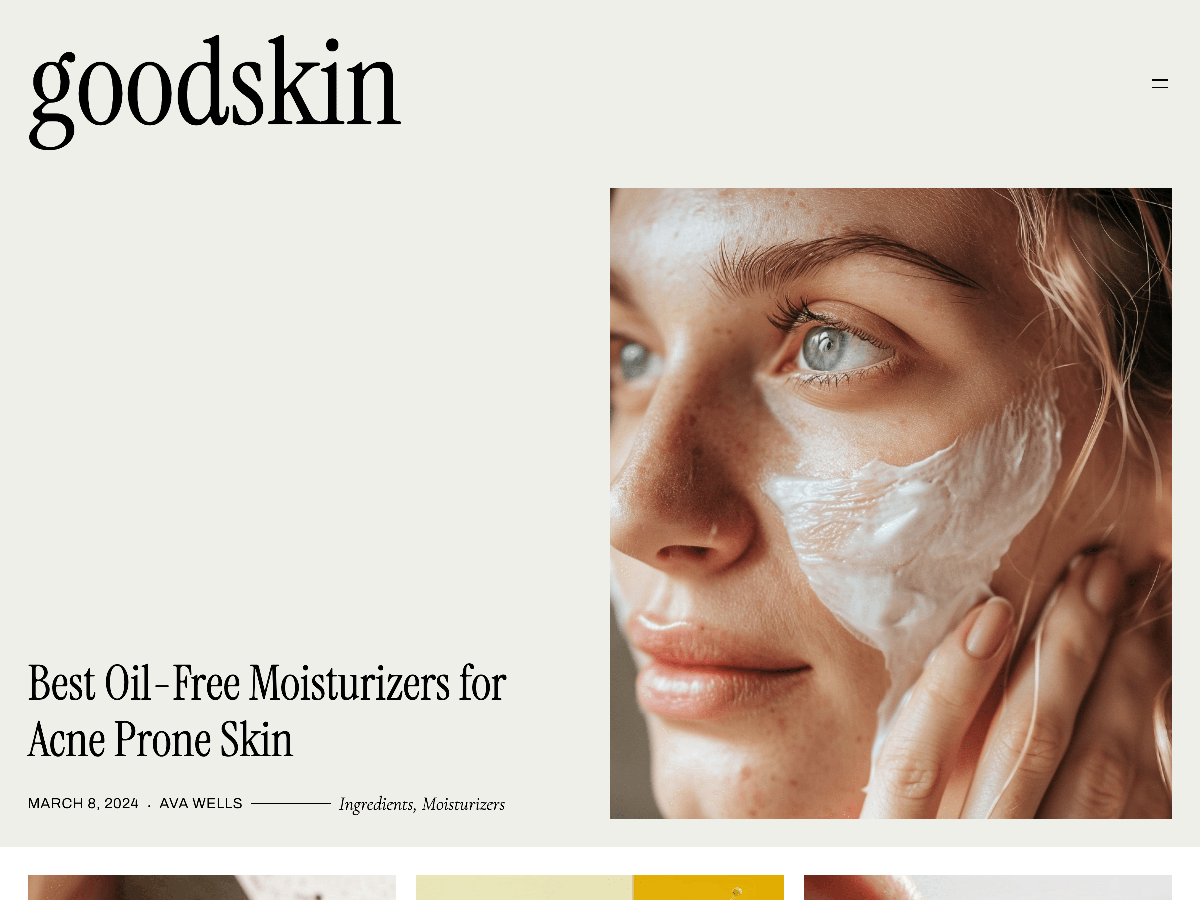 goodskin
Best Oil-Free Moisturizers for
Acne Prone Skin
MARCH 8, 2024 . AVA WELLS Ingredients, Moisturizers